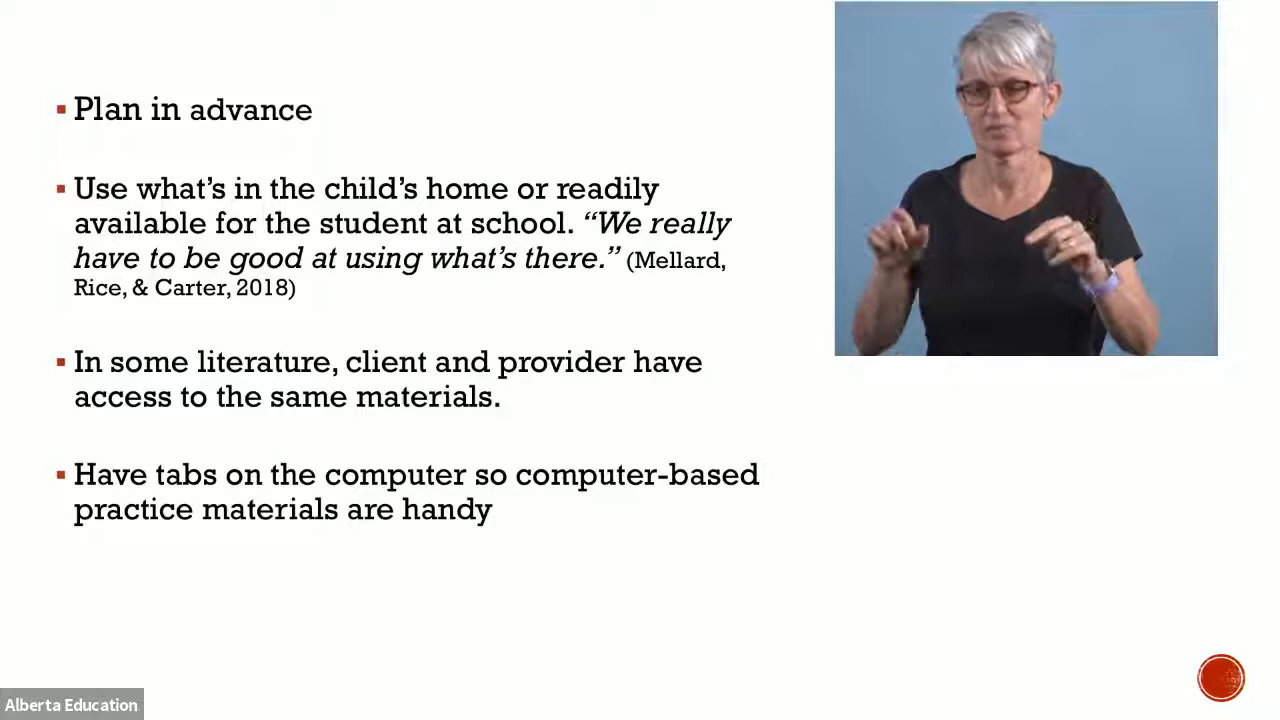 ▪ Plan in advance
▪ Use what’s in the child’s home or readily
available for the student at school. “We really
have to be good at using what’s there.” (Mellard,
Rice, & Carter, 2018)
▪ In some literature, client and provider have
access to the same materials.
▪ Have tabs on the computer so computer-based
practice materials are handy
Alberta Education